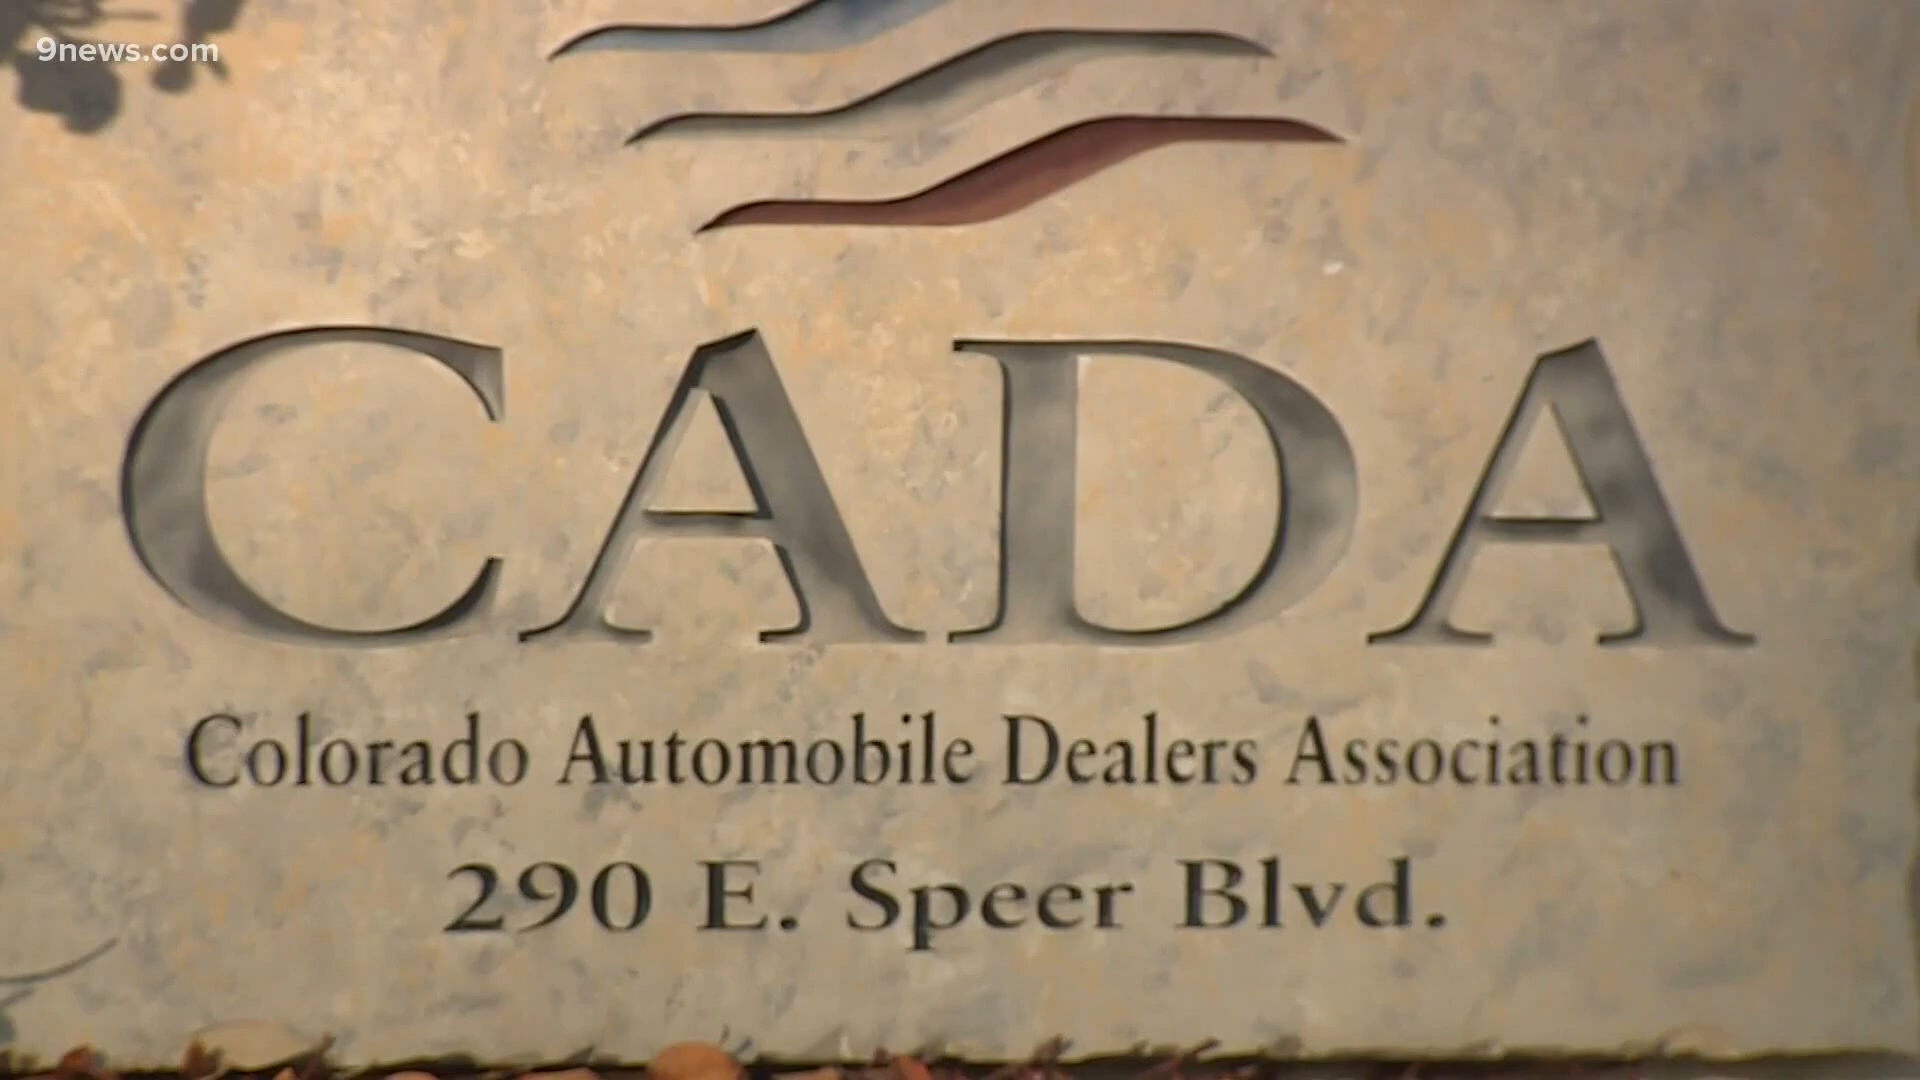 9news.com
CADA
Colorado Automobile Dealers Association
290 E. Speer Blvd.